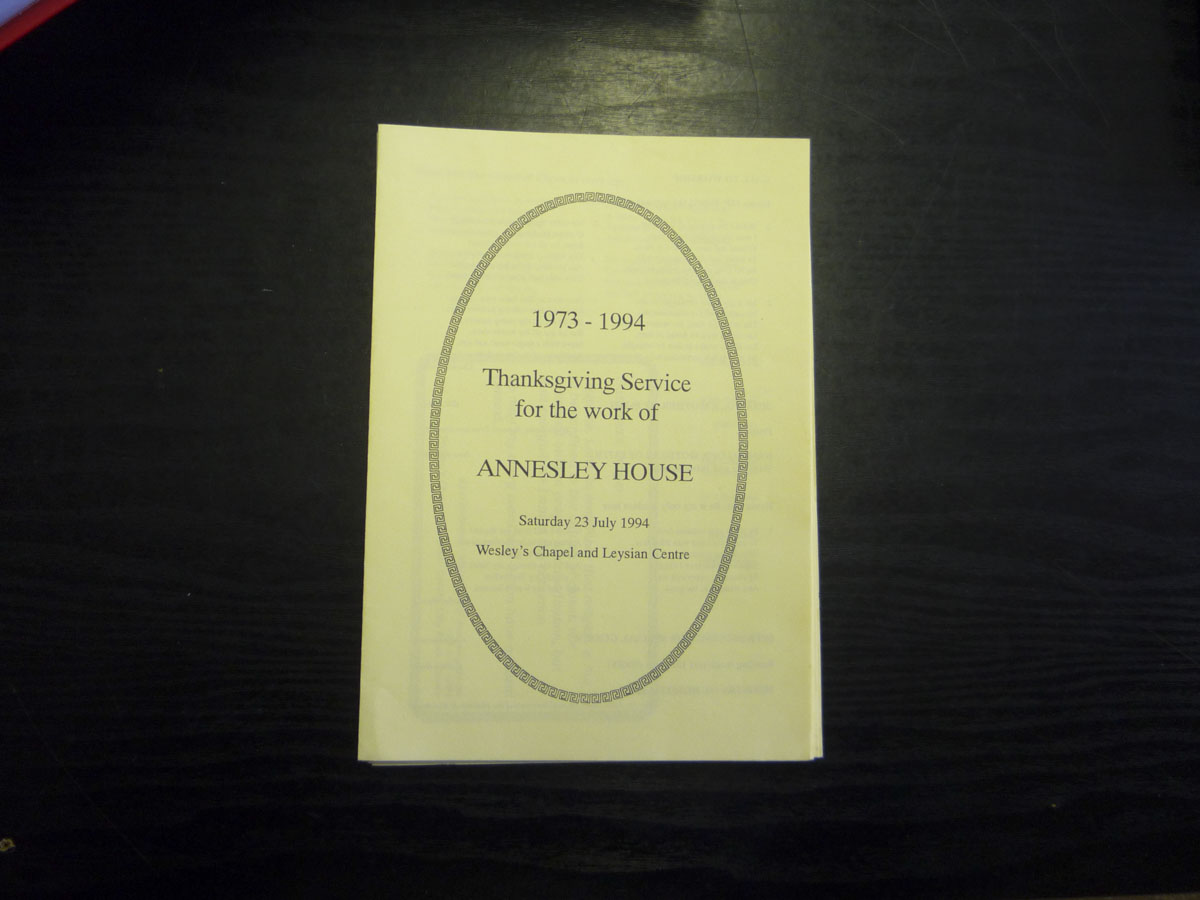 1973 - 1994
Thanksgiving Service
for the work of
ANNESLEY HOUSE
Saturday 23 July 1994
Wesley's Chapel and Leysian Centre